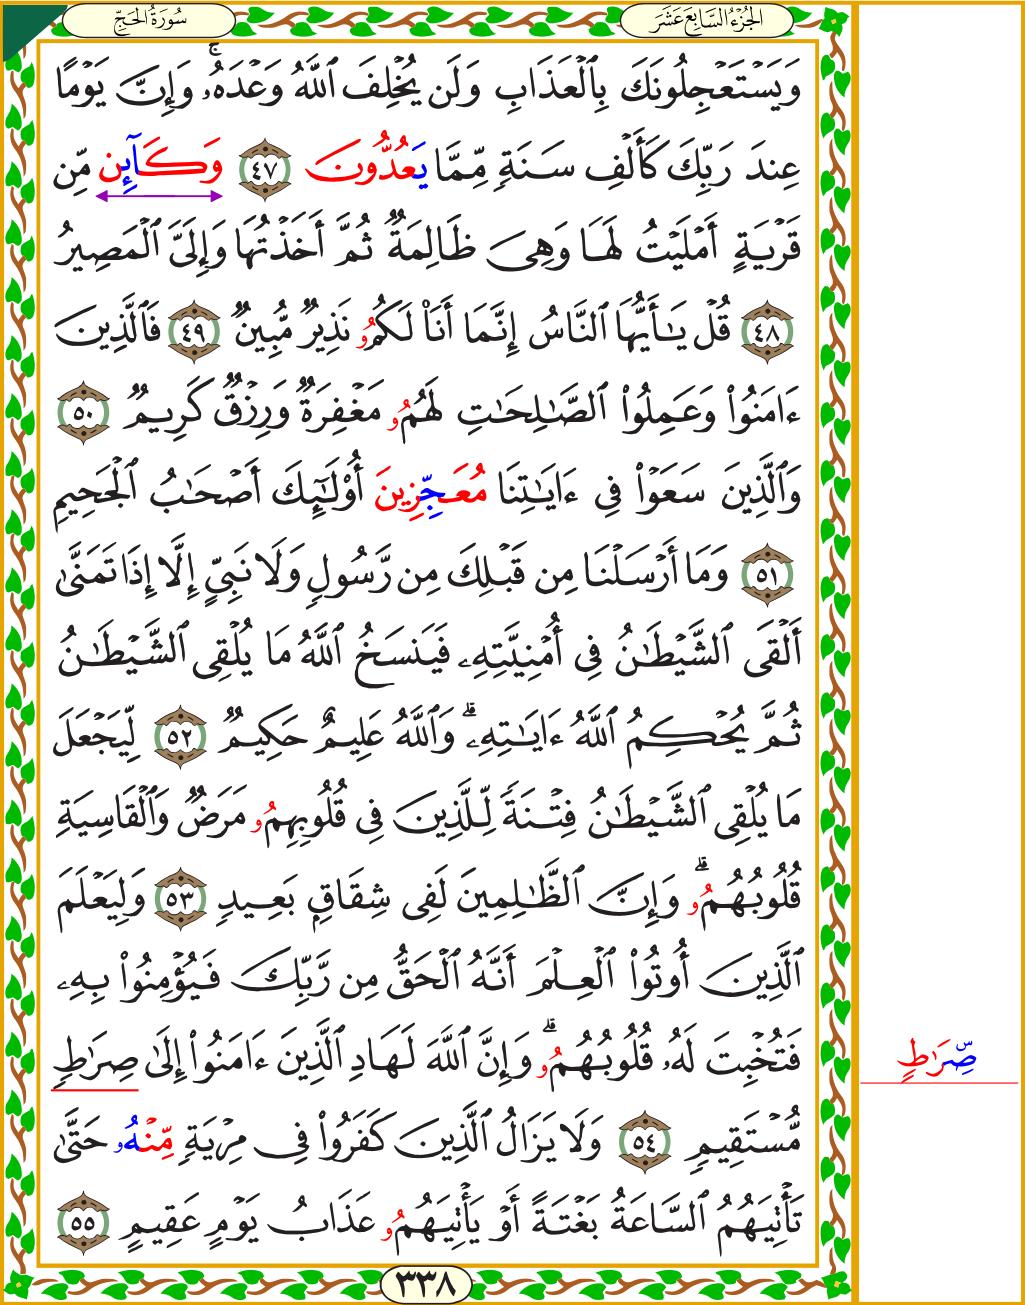 سُورَةُ الحَجِّ
الجُزْءُ السَّابِعَ عَشَرَ
وَيَسْتَعْجِلُونَكَ بِٱلْعَذَابِ وَلَن يُخْلِفَ ٱللَّهُ وَعْدَهُۥۚ وَإِنَّ يَوْمًا
عِندَ رَبِّكَ كَأَلْفِ سَنَةٍ مِّمَّا يَعُدُّونَ ٤٧ وَكَآئِن مِّن
قَرْيَةٍ أَمْلَيْتُ لَهَا وَهِىَ ظَالِمَةٌ ثُمَّ أَخَذتُّهَا وَإِلَىَّ ٱلْمَصِيرُ
٤٨ قُلْ يَـٰٓأَيُّهَا ٱلنَّاسُ إِنَّمَآ أَنَا۠ لَكُمُۥ نَذِيرٌ مُّبِينٌ ٤٩ فَٱلَّذِينَ
ءَامَنُوا۟ وَعَمِلُوا۟ ٱلصَّـٰلِحَـٰتِ لَهُمُۥ مَغْفِرَةٌ وَرِزْقٌ كَرِيمٌ ٥٠
وَٱلَّذِينَ سَعَوْا۟ فِى ءَايَـٰتِنَا مُعَجِّزِينَ أُو۟لَـٰٓئِكَ أَصْحَـٰبُ ٱلْجَحِيمِ
٥١ وَمَا أَرْسَلْنَا مِن قَبْلِكَ مِن رَّسُولٍ وَلَا نَبِىٍّ إِلَّا إِذَا تَمَنَّىٰ
أَلْقَى ٱلشَّيْطَـٰنُ فِى أُمْنِيَّتِهِۦ فَيَنسَخُ ٱللَّهُ مَا يُلْقِى ٱلشَّيْطَـٰنُ
ثُمَّ يُحْكِمُ ٱللَّهُ ءَايَـٰتِهِۦۗ وَٱللَّهُ عَلِيمٌ حَكِيمٌ ٥٢ لِّيَجْعَلَ
مَا يُلْقِى ٱلشَّيْطَـٰنُ فِتْنَةً لِّلَّذِينَ فِى قُلُوبِهِمُۥ مَرَضٌ وَٱلْقَاسِيَةِ
قُلُوبُهُمُۥۗ وَإِنَّ ٱلظَّـٰلِمِينَ لَفِى شِقَاقٍ بَعِيدٍ ٥٣ وَلِيَعْلَمَ
ٱلَّذِينَ أُوتُوا۟ ٱلْعِلْمَ أَنَّهُ ٱلْحَقُّ مِن رَّبِّكَ فَيُؤْمِنُوا۟ بِهِۦ
فَتُخْبِتَ لَهُۥ قُلُوبُهُمُۥۗ وَإِنَّ ٱللَّهَ لَهَادِ ٱلَّذِينَ ءَامَنُوا۟ إِلَىٰ صِرَٰطٍ
صِّرَٰطٍ
مُّسْتَقِيمٍ ٥٤ وَلَا يَزَالُ ٱلَّذِينَ كَفَرُوا۟ فِى مِرْيَةٍ مِّنْهُۥ حَتَّىٰ
تَأْتِيَهُمُ ٱلسَّاعَةُ بَغْتَةً أَوْ يَأْتِيَهُمُۥ عَذَابُ يَوْمٍ عَقِيمٍ ٥٥
٣٣٨